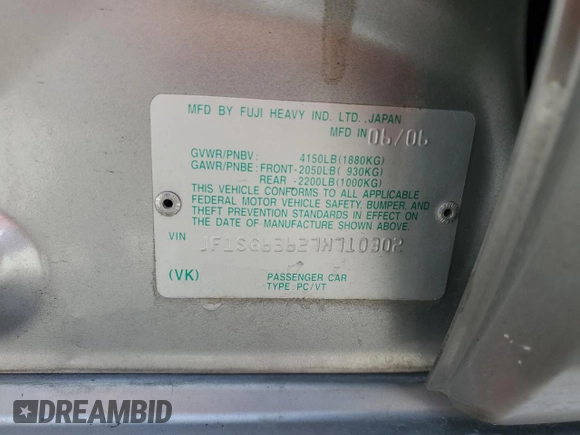 MFD BY FUJI HEAVY IND. LTD. JAPAN
MFD IN 06/06
GVWR/PNBV: 4150LB(1880KG)
GAWR/PNBE: FRONT-2050LB( 930KG)
REAR -2200LB(1000KG)
THIS VEHICLE CONFORMS TO ALL APPLICABLE
FEDERAL MOTOR VEHICLE SAFETY, BUMPER, AND
THEFT PREVENTION STANDARDS IN EFFECT ON
THE DATE OF MANUFACTURE SHOWN ABOVE.
VIN
(VK)
PASSENGER CAR
TYPE: PC/VT
DREAMBID